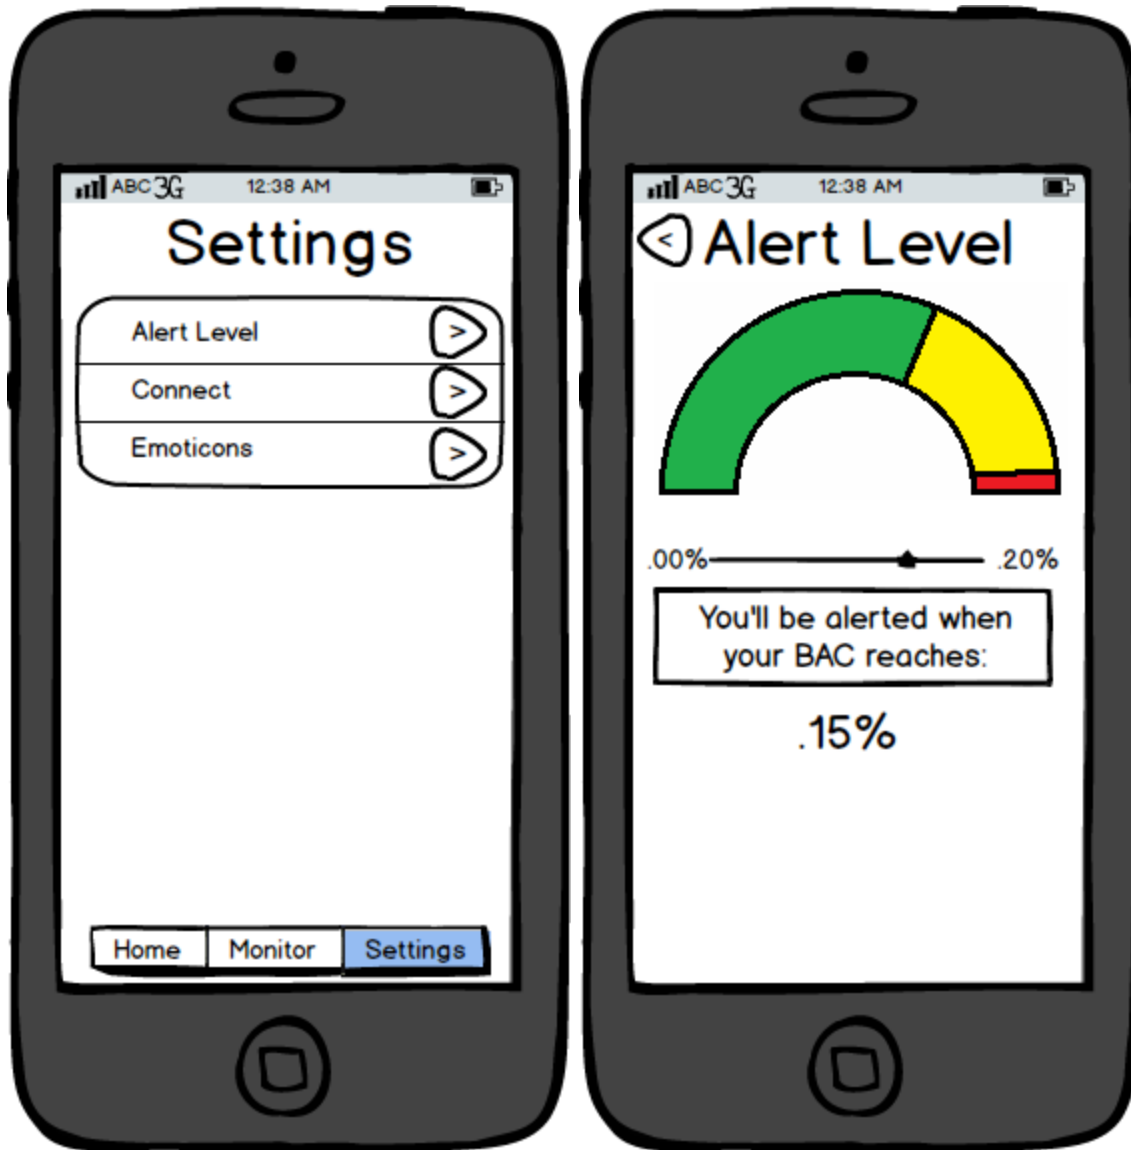 ABC 3G 12:38 AM
Settings
Alert Level >
Connect >
Emoticons >
Home Monitor Settings
ABC 3G 12:38 AM
< Alert Level
.00% .20%
You'll be alerted when
your BAC reaches:
.15%